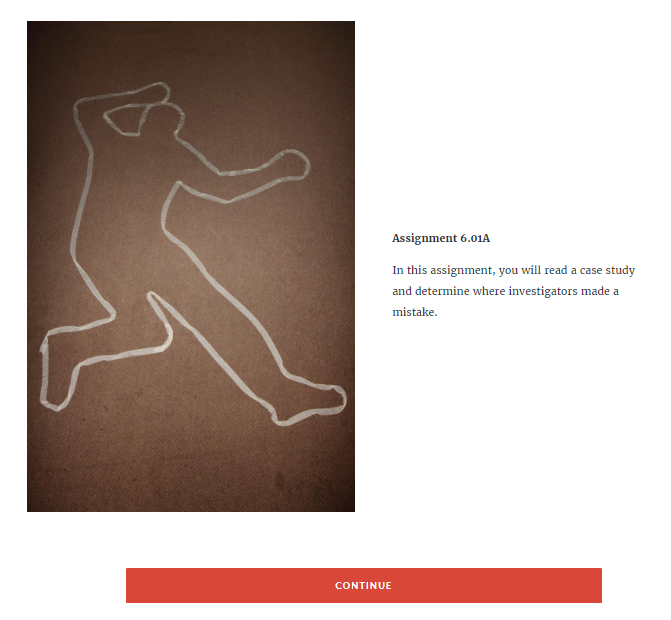 Assignment 6.01A
In this assignment, you will read a case study
and determine where investigators made a
mistake.
CONTINUE